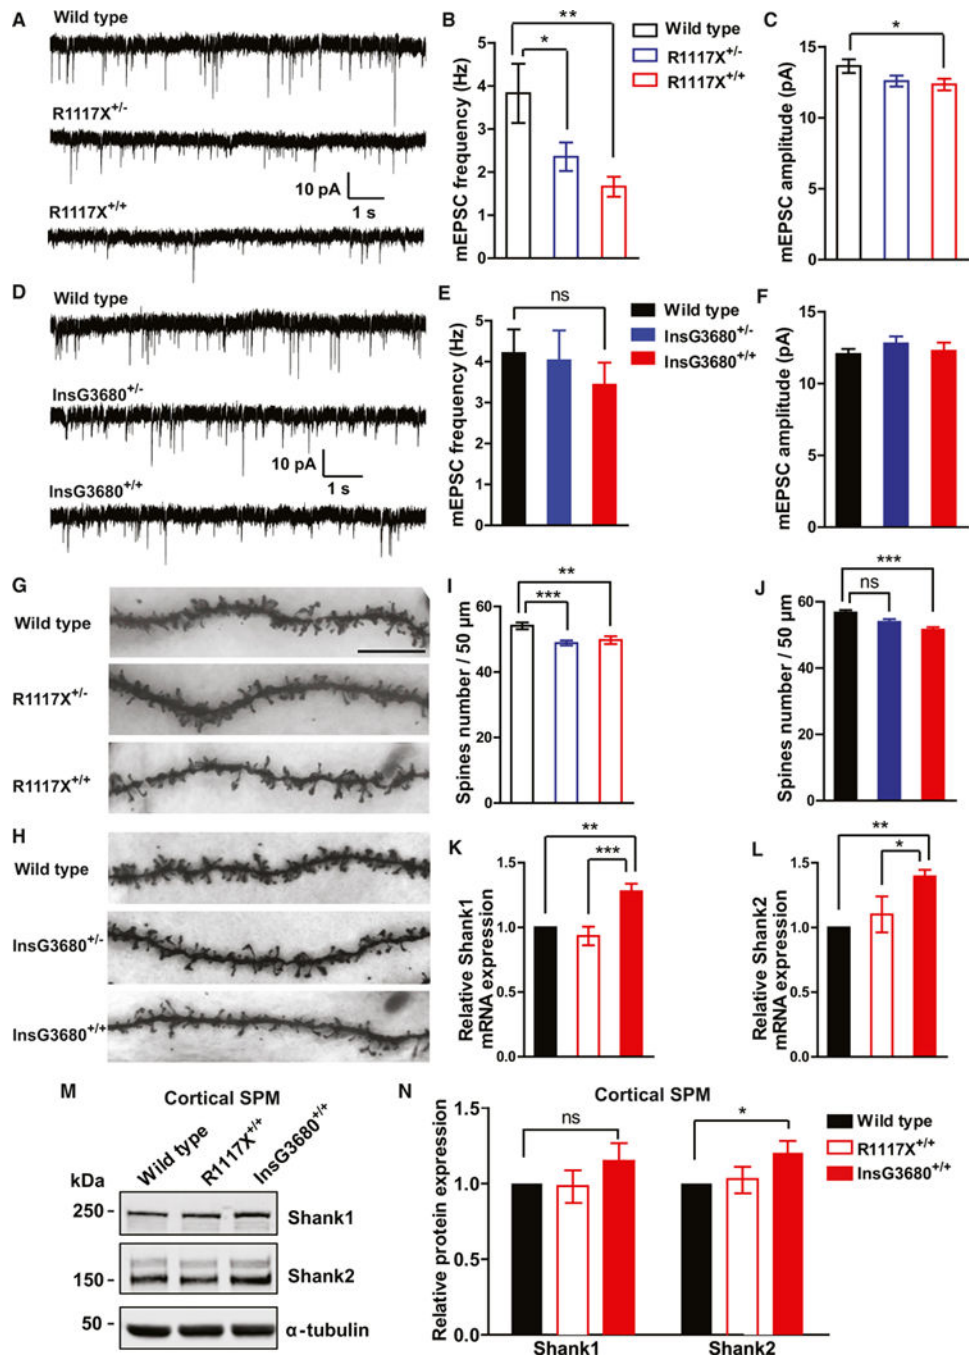 A
Wild type
R1117X+/-
10 pA
1 s
R1117X+/+
B
mEPSC frequency (Hz)
5
4
3
2
1
0
*
**
Wild type
R1117X+/-
R1117X+/+
C
mEPSC amplitude (pA)
15
10
5
0
*
D
Wild type
InsG3680+/-
10 pA
1 s
InsG3680+/+
E
mEPSC frequency (Hz)
6
4
2
0
ns
Wild type
InsG3680+/-
InsG3680+/+
F
mEPSC amplitude (pA)
15
10
5
0
G
Wild type
R1117X+/-
R1117X+/+
H
Wild type
InsG3680+/-
InsG3680+/+
I
Spines number / 50 µm
60
40
20
0
**
***
J
Spines number / 50 µm
60
40
20
0
***
ns
K
Relative Shank1
mRNA expression
1.5
1.0
0.5
0.0
**
***
L
Relative Shank2
mRNA expression
1.5
1.0
0.5
0.0
**
*
M
Cortical SPM
Wild type
R1117X+/+
InsG3680+/+
kDa
250
Shank1
150
Shank2
50
α-tubulin
N
Cortical SPM
Relative protein expression
1.5
1.0
0.5
0.0
ns
*
Shank1
Shank2
Wild type
R1117X+/+
InsG3680+/+